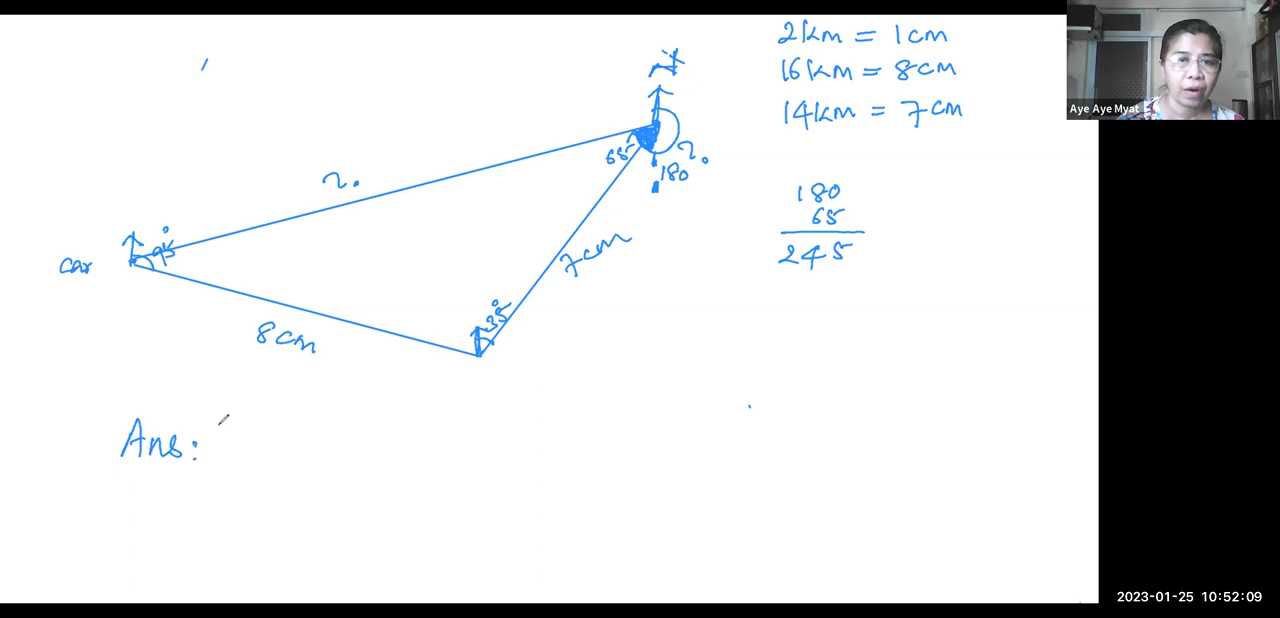 2km = 1cm
16km = 8cm
14km = 7cm
Aye Aye Myat
N
65
180
?.
?.
180
65
245
car
95°
7cm
35°
8cm
Ans:
2023-01-25 10:52:09